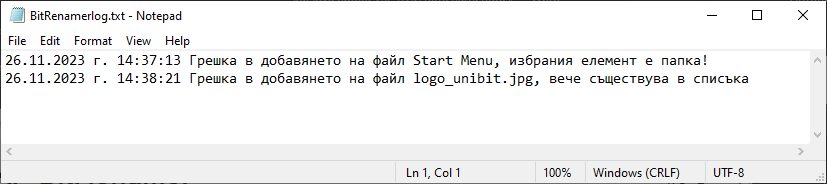 BitRenamerlog.txt - Notepad
File Edit Format View Help
26.11.2023 г. 14:37:13 Грешка в добавянето на файл Start Menu, избрания елемент е папка!
26.11.2023 г. 14:38:21 Грешка в добавянето на файл logo_unibit.jpg, вече съществува в списъка
Ln 1, Col 1 100% Windows (CRLF) UTF-8